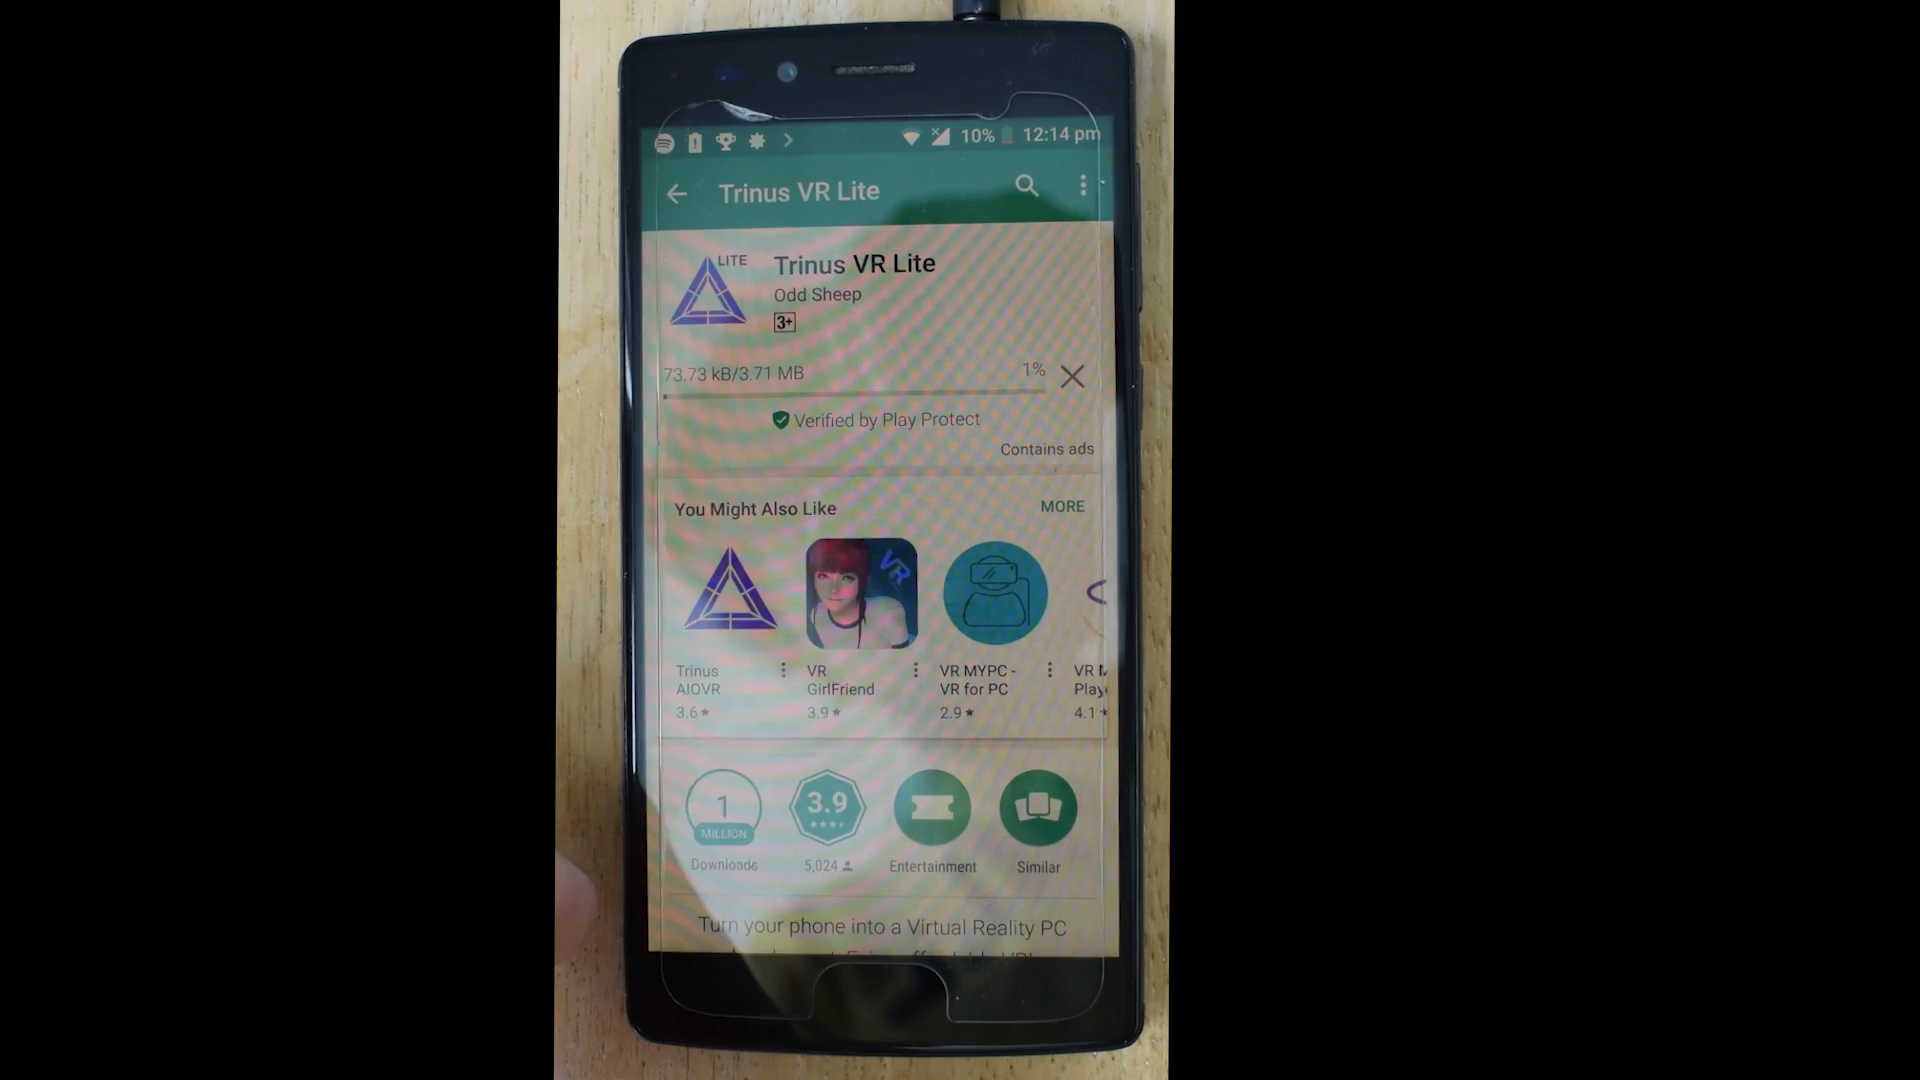 10% 12:14 pm
Trinus VR Lite
LITE
Trinus VR Lite
Odd Sheep
3+
73.73 kB/3.71 MB 1%
Verified by Play Protect
Contains ads
You Might Also Like MORE
VR
Trinus AIOVR
3.6
VR GirlFriend
3.9
VR MYPC - VR for PC
2.9
VR
4.1
1 MILLION
Downloads
3.9
5,024
Entertainment
Similar
Turn your phone into a Virtual Reality PC